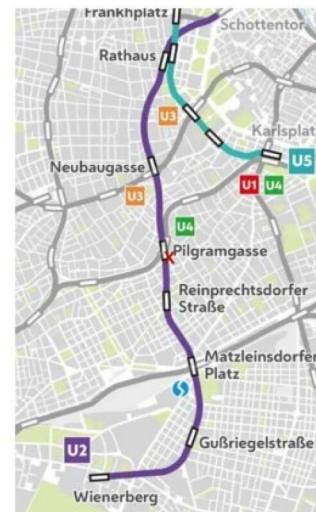 Frankhplatz
Schottentor
Rathaus
U3
Karlsplat
U5
Neubaugasse
U1 U4
U3
U4
Pilgramgasse
Reinprechtsdorfer
Straße
Matzleinsdorfer
Platz
S
Gußriegelstraße
U2
Wienerberg